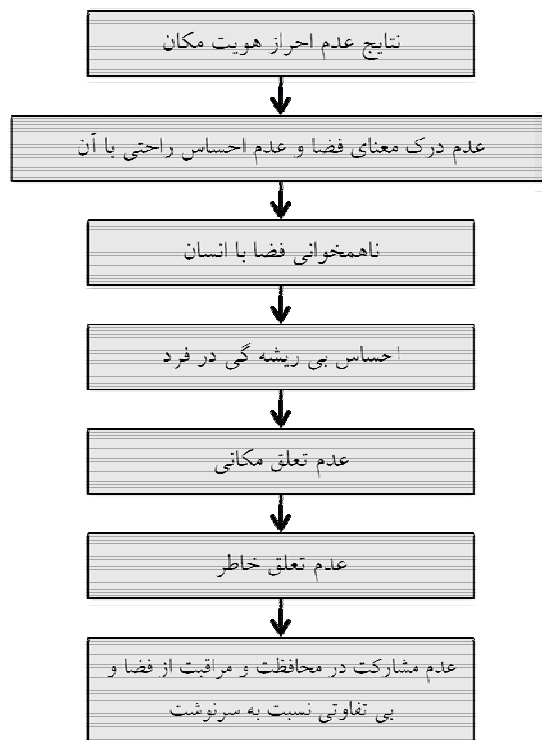 نتایج عدم احراز هویت مکان
عدم درک معنای فضا و عدم احساس راحتی با آن
ناهمخوانی فضا با انسان
احساس بی ریشه گی در فرد
عدم تعلق مکانی
عدم تعلق خاطر
عدم مشارکت در محافظت و مراقبت از فضا و
بی تفاوتی نسبت به سرنوشت